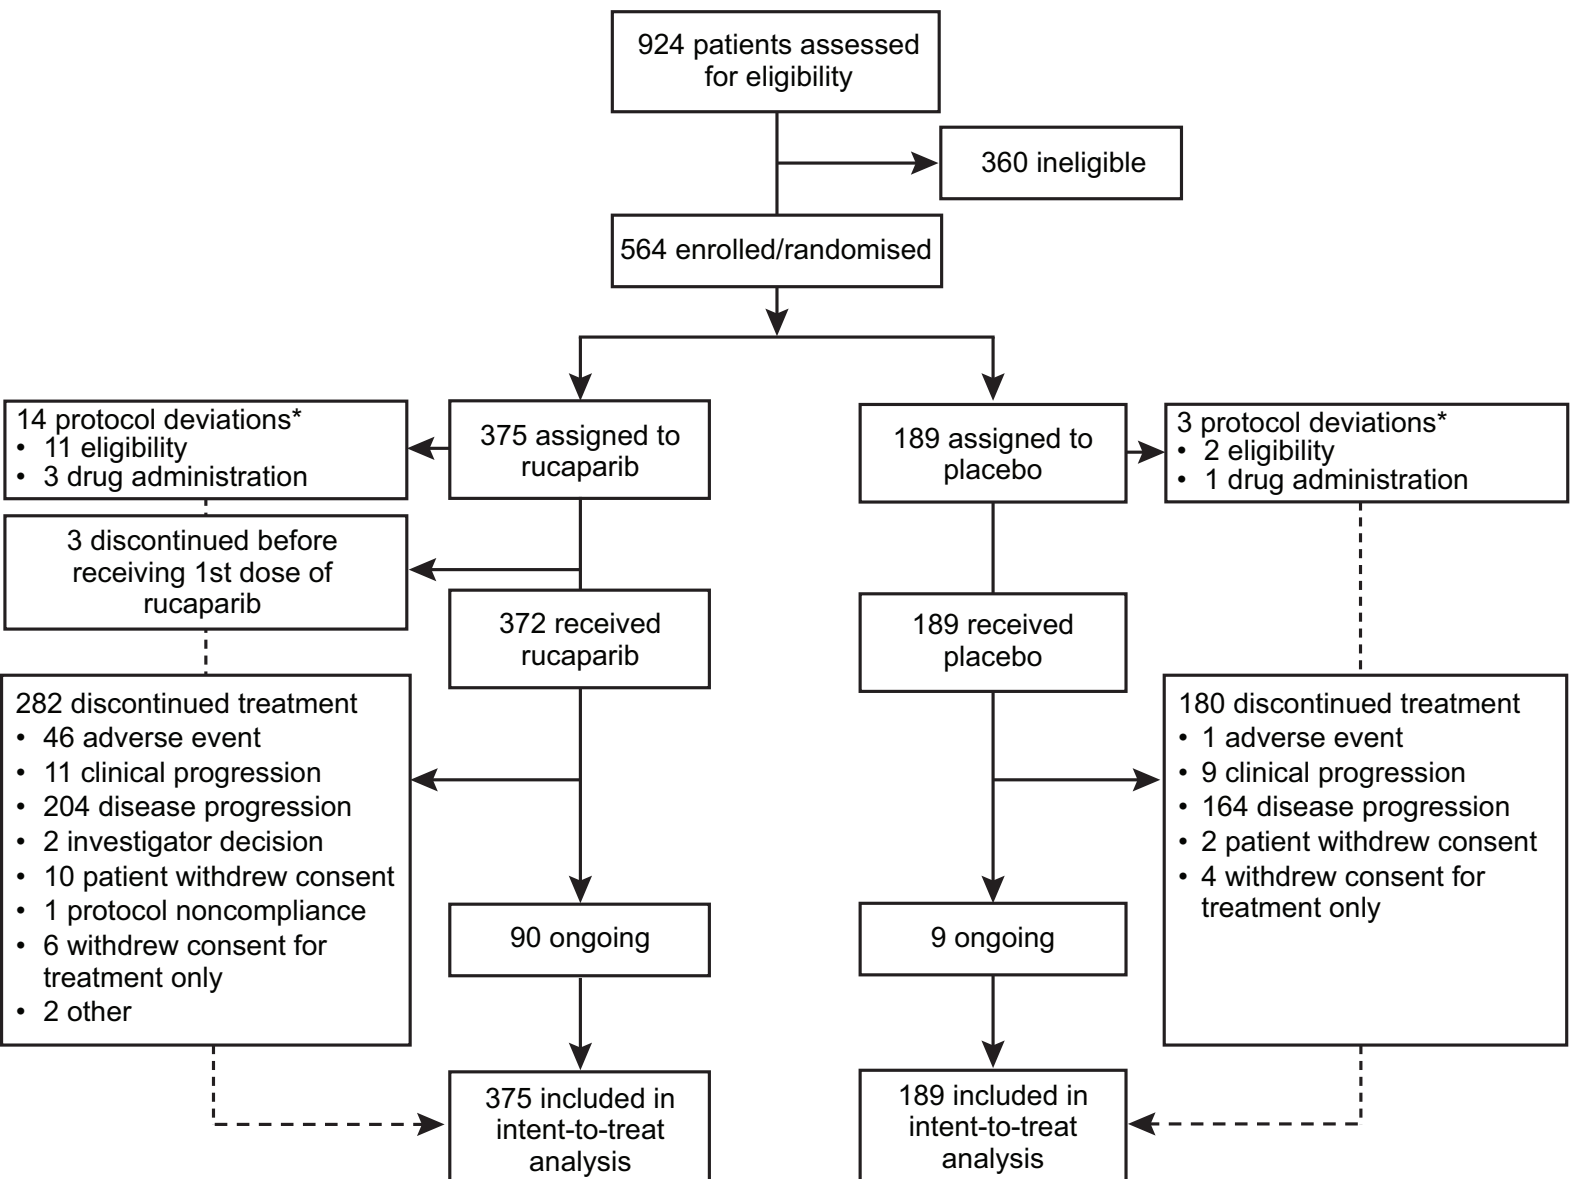 924 patients assessed
for eligibility
360 ineligible
564 enrolled/randomised
14 protocol deviations*
• 11 eligibility
• 3 drug administration
375 assigned to
rucaparib
189 assigned to
placebo
3 protocol deviations*
• 2 eligibility
• 1 drug administration
3 discontinued before
receiving 1st dose of
rucaparib
372 received
rucaparib
189 received
placebo
282 discontinued treatment
• 46 adverse event
• 11 clinical progression
• 204 disease progression
• 2 investigator decision
• 10 patient withdrew consent
• 1 protocol noncompliance
• 6 withdrew consent for
treatment only
• 2 other
180 discontinued treatment
• 1 adverse event
• 9 clinical progression
• 164 disease progression
• 2 patient withdrew consent
• 4 withdrew consent for
treatment only
90 ongoing
9 ongoing
375 included in
intent-to-treat
analysis
189 included in
intent-to-treat
analysis